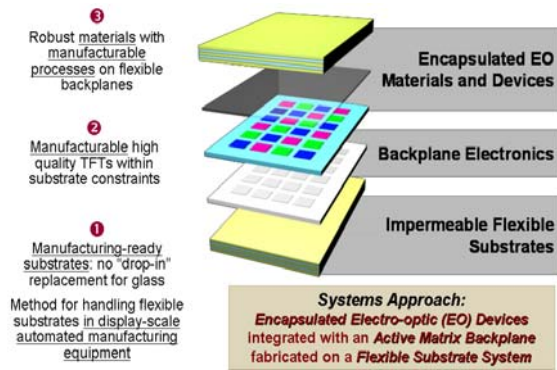 3
Robust materials with
manufacturable
processes on flexible
backplanes
Encapsulated EO
Materials and Devices
2
Manufacturable high
quality TFTs within
substrate constraints
Backplane Electronics
1
Manufacturing-ready
substrates: no "drop-in"
replacement for glass
Method for handling flexible
substrates in display-scale
automated manufacturing
equipment
Impermeable Flexible
Substrates
Systems Approach:
Encapsulated Electro-optic (EO) Devices
integrated with an Active Matrix Backplane
fabricated on a Flexible Substrate System